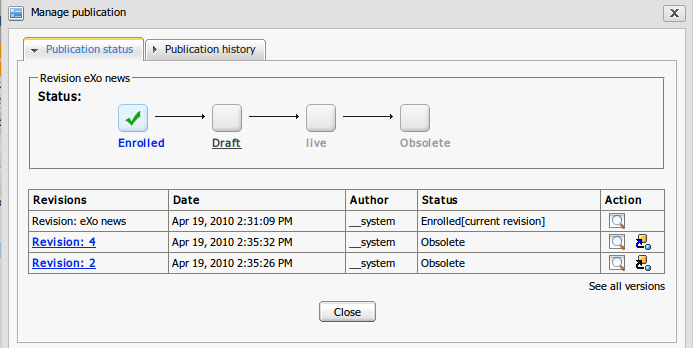 Manage publication
Publication status Publication history
Revision eXo news
Status:
Enrolled Draft live Obsolete
Revisions Date Author Status Action
Revision: eXo news Apr 19, 2010 2:31:09 PM __system Enrolled[current revision]
Revision: 4 Apr 19, 2010 2:35:32 PM __system Obsolete
Revision: 2 Apr 19, 2010 2:35:26 PM __system Obsolete
See all versions
Close